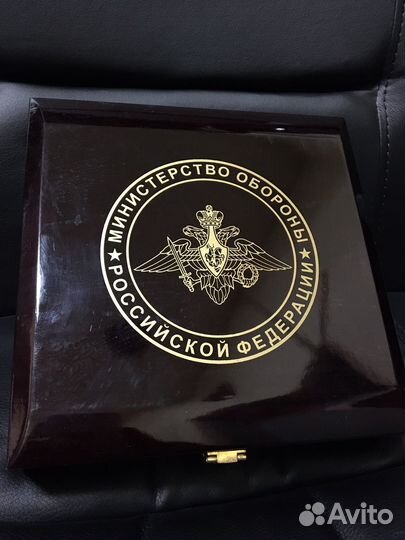 МИНИСТЕРСТВО ОБОРОНЫ
★ РОССИЙСКОЙ ФЕДЕРАЦИИ ★
Avito